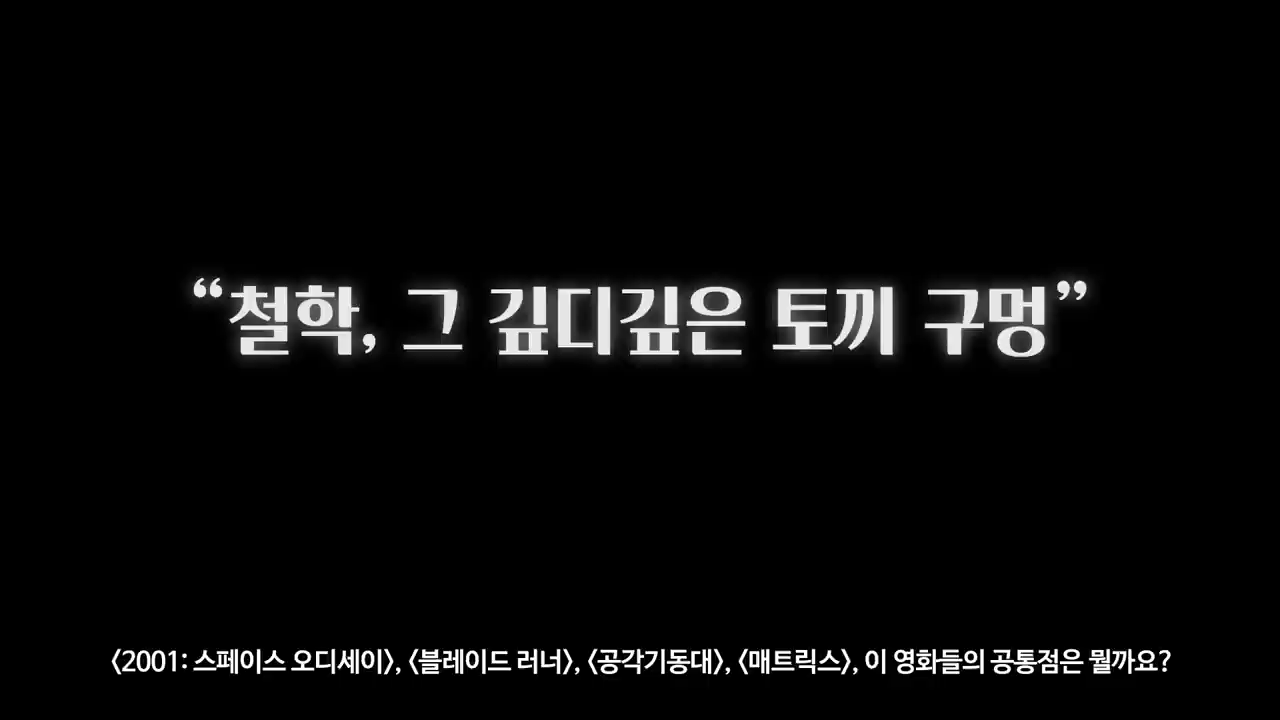 “철학, 그 깊디깊은 토끼 구멍”
〈2001: 스페이스 오디세이〉, 〈블레이드 러너〉, 〈공각기동대〉, 〈매트릭스〉, 이 영화들의 공통점은 뭘까요?